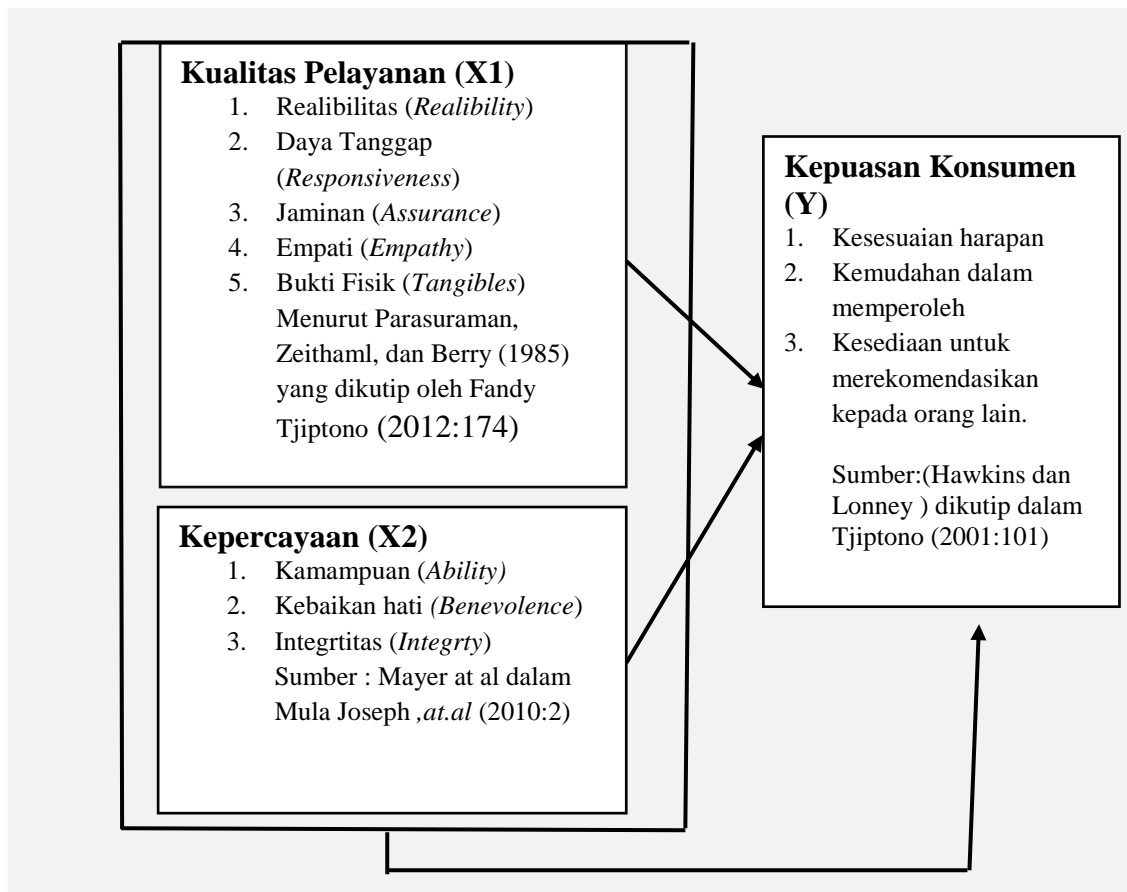 Kualitas Pelayanan (X1)
1. Realibilitas (Realibility)
2. Daya Tanggap
(Responsiveness)
3. Jaminan (Assurance)
4. Empati (Empathy)
5. Bukti Fisik (Tangibles)
Menurut Parasuraman,
Zeithaml, dan Berry (1985)
yang dikutip oleh Fandy
Tjiptono (2012:174)
Kepercayaan (X2)
1. Kamampuan (Ability)
2. Kebaikan hati (Benevolence)
3. Integrtitas (Integrty)
Sumber : Mayer at al dalam
Mula Joseph ,at.al (2010:2)
Kepuasan Konsumen
(Y)
1. Kesesuaian harapan
2. Kemudahan dalam
memperoleh
3. Kesediaan untuk
merekomendasikan
kepada orang lain.
Sumber:(Hawkins dan
Lonney ) dikutip dalam
Tjiptono (2001:101)